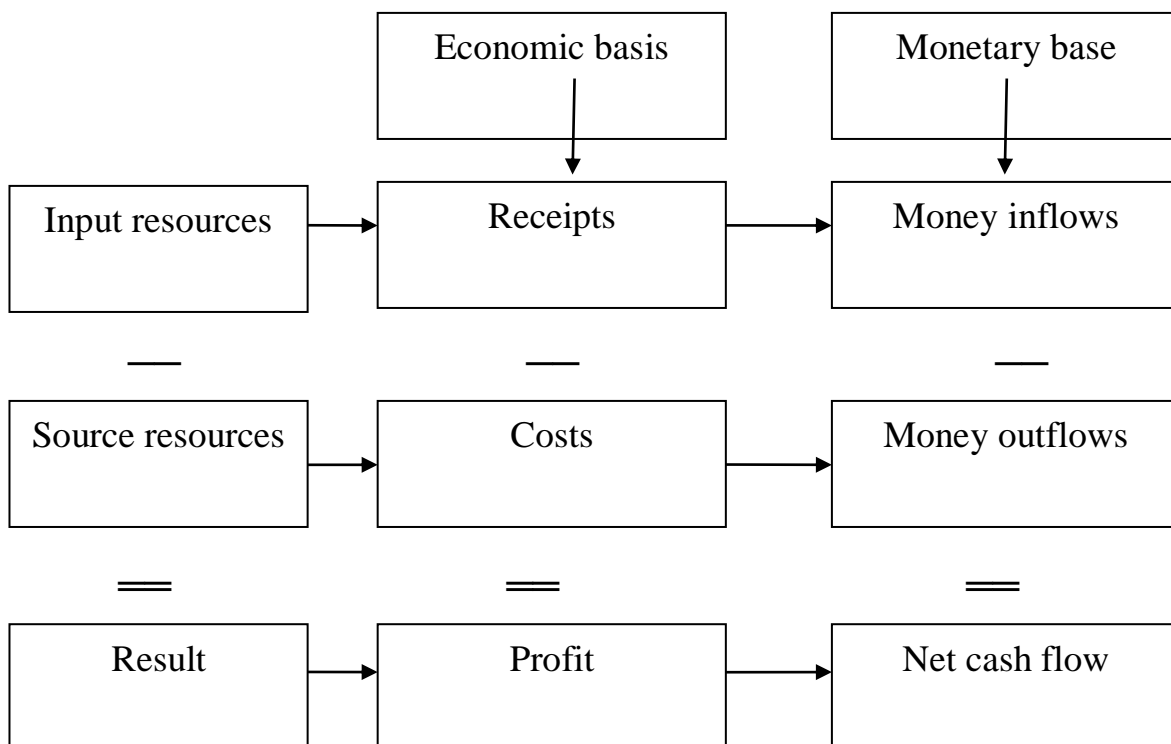 Economic basis
Monetary base
Input resources
Receipts
Money inflows
Source resources
Costs
Money outflows
Result
Profit
Net cash flow